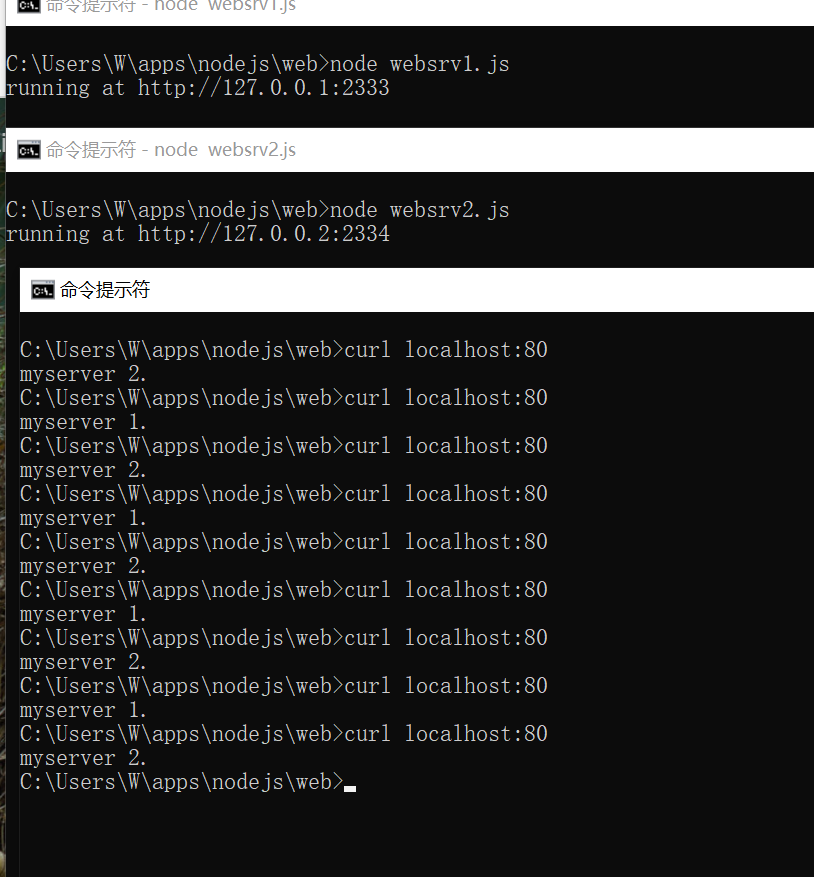 命令提示符 - node  websrv1.js
C:\Users\W\apps\nodejs\web>node websrv1.js
running at http://127.0.0.1:2333
命令提示符 - node  websrv2.js
C:\Users\W\apps\nodejs\web>node websrv2.js
running at http://127.0.0.2:2334
命令提示符
C:\Users\W\apps\nodejs\web>curl localhost:80
myserver 2.
C:\Users\W\apps\nodejs\web>curl localhost:80
myserver 1.
C:\Users\W\apps\nodejs\web>curl localhost:80
myserver 2.
C:\Users\W\apps\nodejs\web>curl localhost:80
myserver 1.
C:\Users\W\apps\nodejs\web>curl localhost:80
myserver 2.
C:\Users\W\apps\nodejs\web>curl localhost:80
myserver 1.
C:\Users\W\apps\nodejs\web>curl localhost:80
myserver 2.
C:\Users\W\apps\nodejs\web>curl localhost:80
myserver 1.
C:\Users\W\apps\nodejs\web>curl localhost:80
myserver 2.
C:\Users\W\apps\nodejs\web>